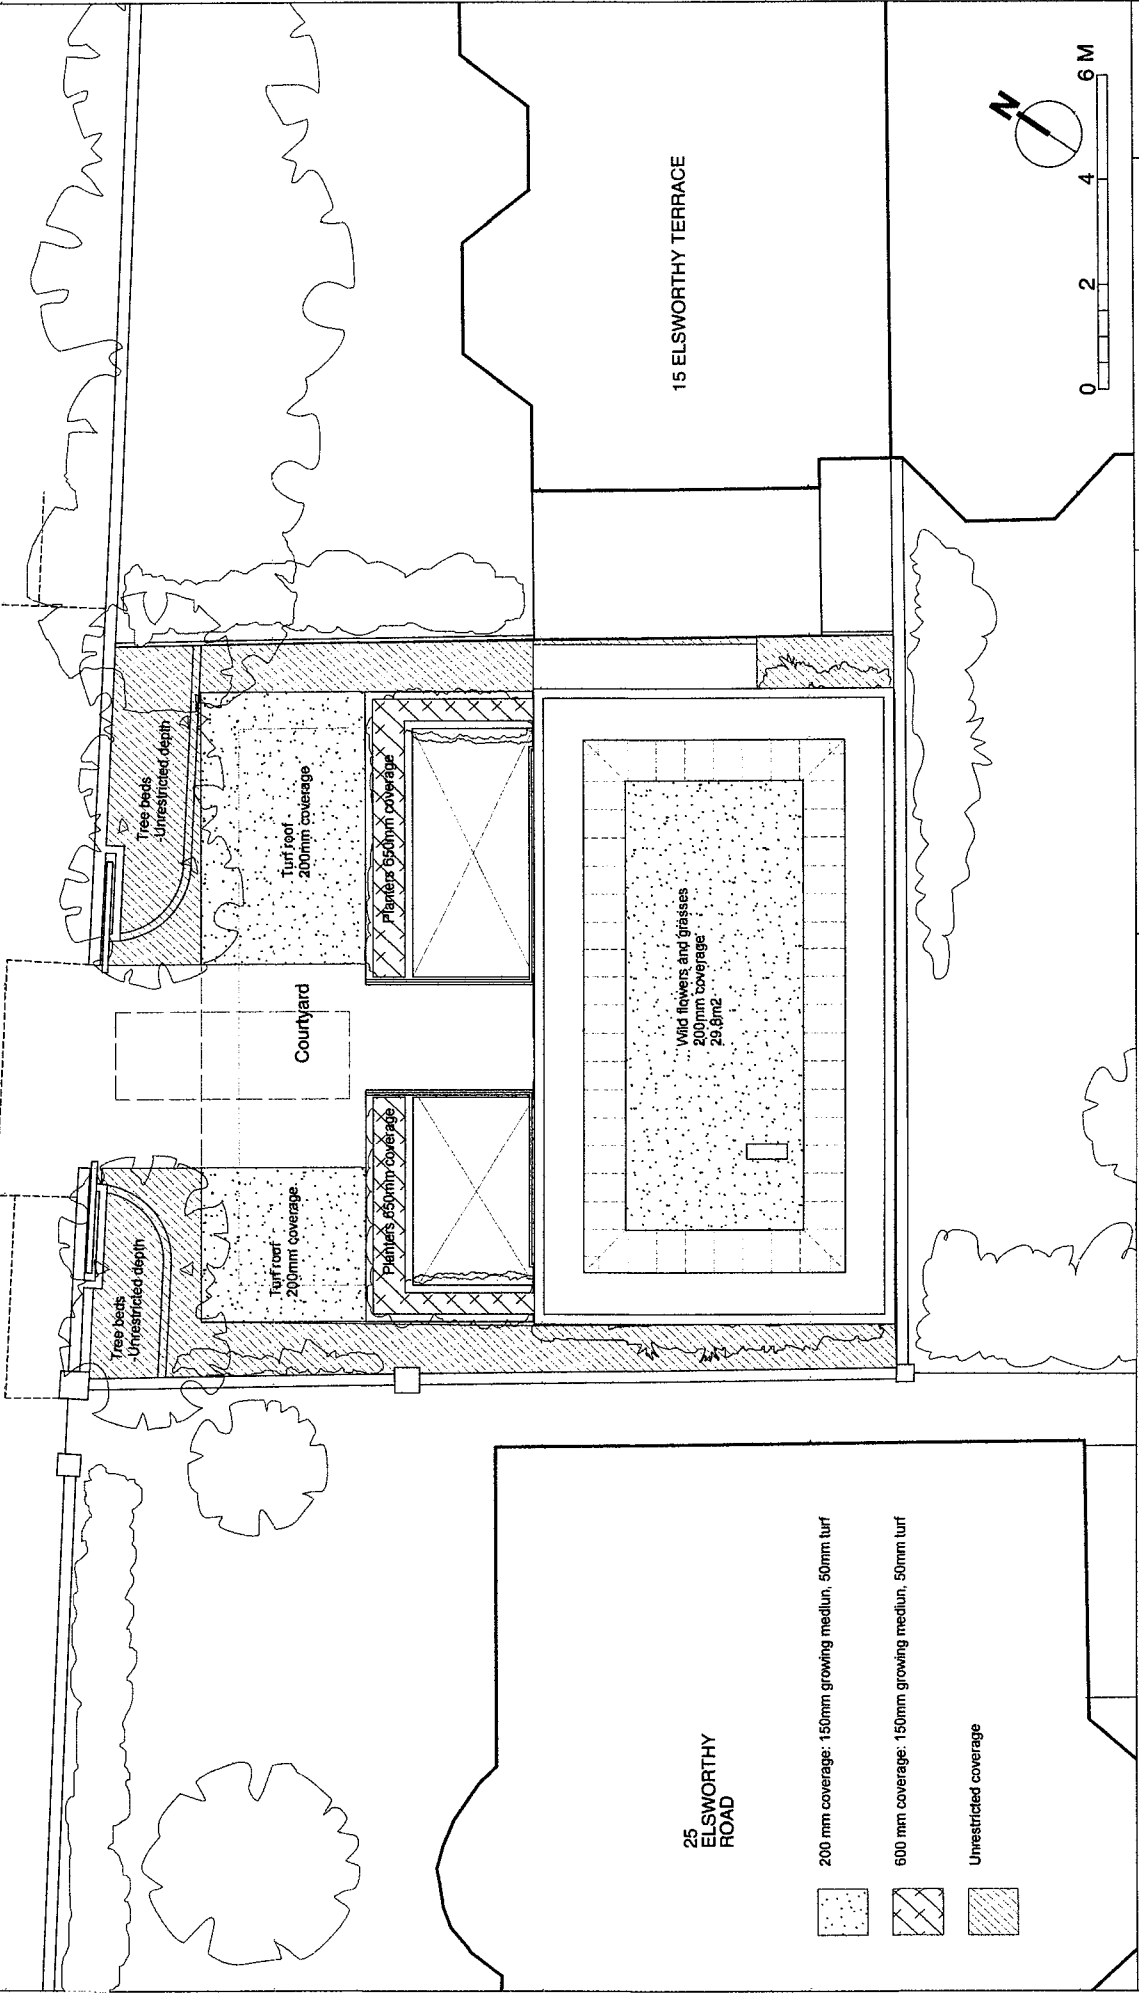 Tree beds
-Unrestricted depth
Tree beds
-Unrestricted depth
Turf roof
200mm coverage
Courtyard
Turf roof
200mm coverage
Planters 650mm coverage
Planters 650mm coverage
Wild flowers and grasses
200mm coverage
29.8m2
15 ELSWORTHY TERRACE
25
ELSWORTHY
ROAD
200 mm coverage: 150mm growing mediun, 50mm turf
600 mm coverage: 150mm growing mediun, 50mm turf
Unrestricted coverage
N
0 2 4 6 M